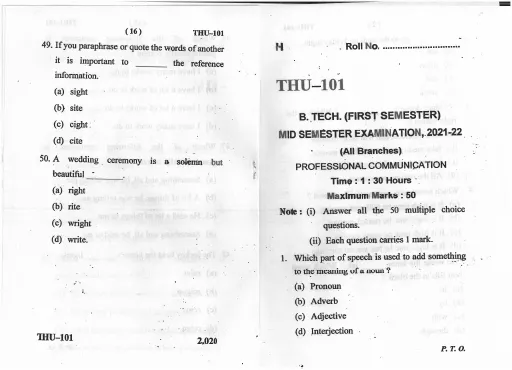 ( 16 ) THU-101
49. If you paraphrase or quote the words of another
it is important to ________ the reference
information.
(a) sight
(b) site
(c) cight
(d) cite
50. A wedding ceremony is a solemn but
beautiful ________.
(a) right
(b) rite
(c) wright
(d) write.
THU-101 2,020
H Roll No. ............................
THU-101
B. TECH. (FIRST SEMESTER)
MID SEMESTER EXAMINATION, 2021-22
(All Branches)
PROFESSIONAL COMMUNICATION
Time : 1 : 30 Hours
Maximum Marks : 50
Note : (i) Answer all the 50 multiple choice
questions.
(ii) Each question carries 1 mark.
1. Which part of speech is used to add something
to the meaning of a noun ?
(a) Pronoun
(b) Adverb
(c) Adjective
(d) Interjection
P. T. O.